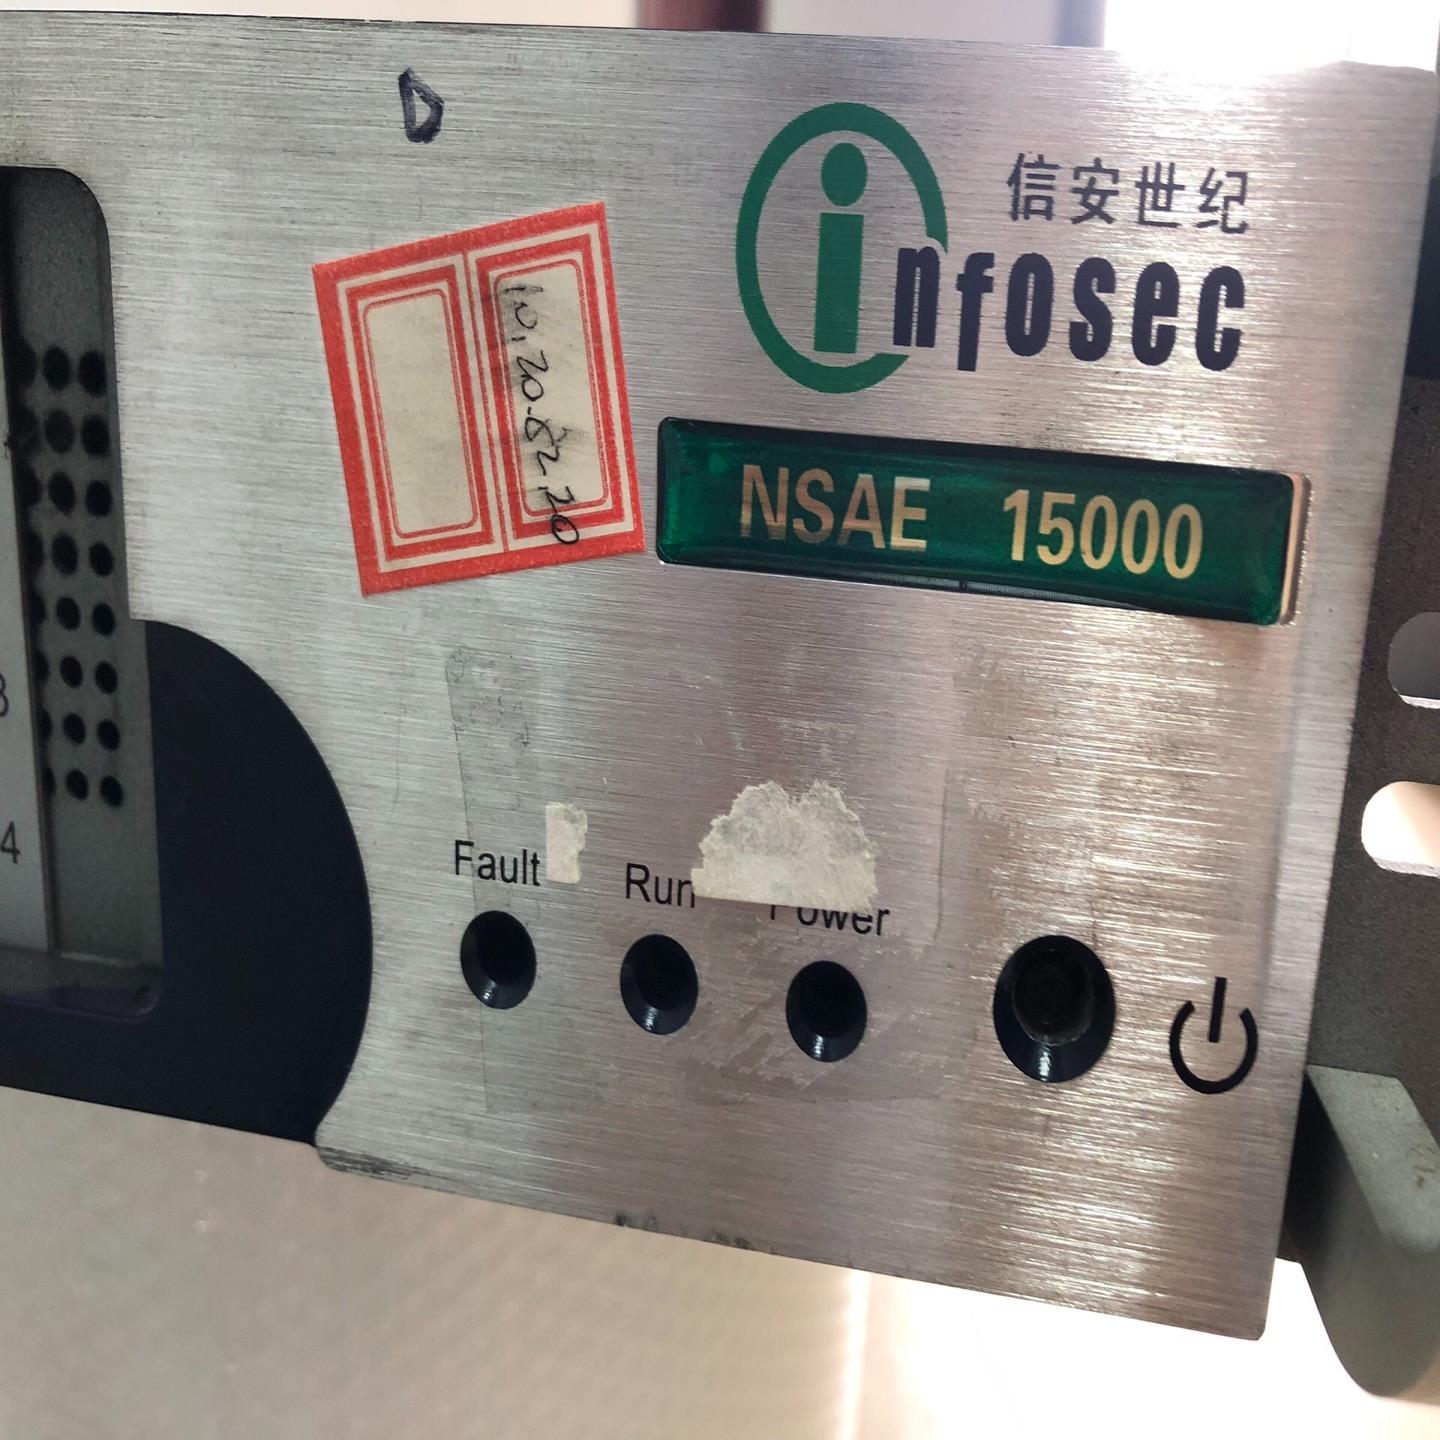 D
信安世纪
infosec
10.20.82.20
NSAE 15000
3
4
Fault
Run
Power